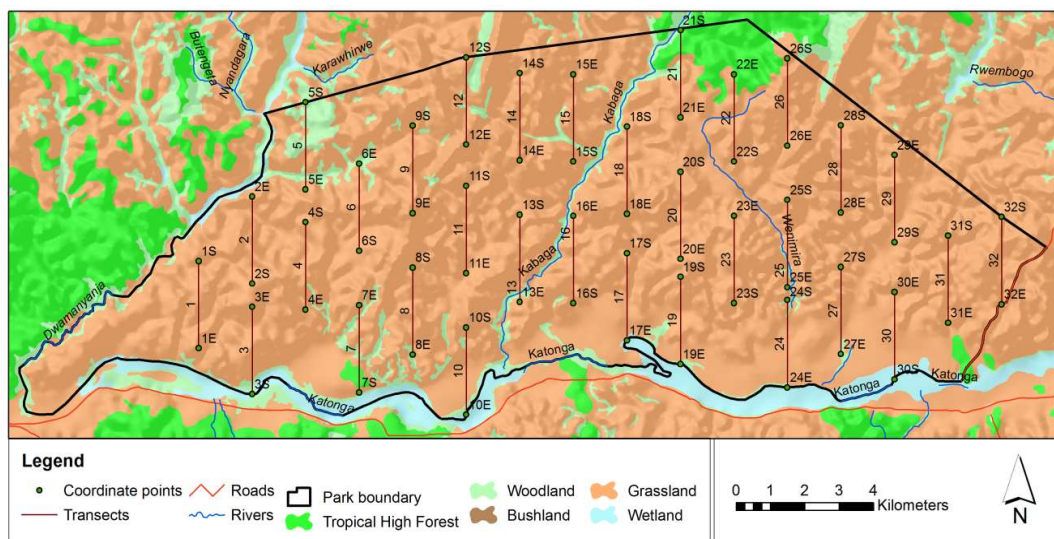 21S
12S
26S
Butengeta
Nyandagara
Karawhirwe
14S
15E
22E
Rwembogo
5S
12
14
15
Kabaga
21
22
26
9S
18S
21E
28S
5
12E
6E
14E
15S
22S
26E
29E
9
18
28
5E
2E
11S
20S
25S
6
9E
13S
16E
18E
23E
28E
29
32S
2
4S
11
20
Wenimira
31S
6S
17S
29S
1S
4
8S
11E
Kabaga
16
20E
23
27S
31
32
2S
19S
25
25E
30E
Dwamanyanja
1
3E
4E
7E
8
13
13E
16S
17
23S
24S
27
32E
10S
19
30
31E
1E
3
7
8E
10
17E
19E
24
27E
Katonga
3S
7S
24E
30S
Katonga
Katonga
Katonga
10E
Legend
Coordinate points
Roads
Park boundary
Woodland
Grassland
Transects
Rivers
Tropical High Forest
Bushland
Wetland
0 1 2 3 4
Kilometers
N